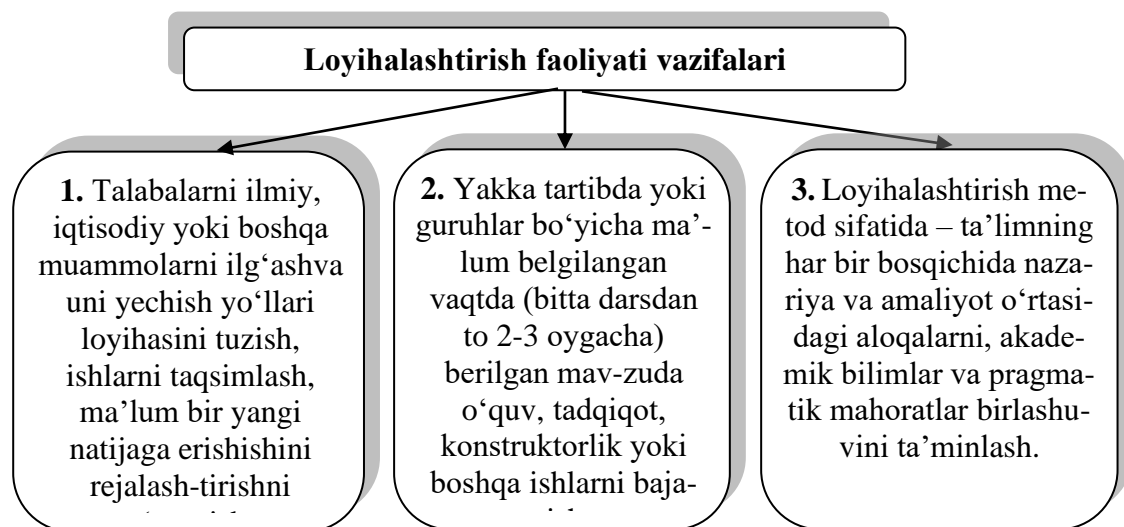 Loyihalashtirish faoliyati vazifalari
1. Talabalarni ilmiy,
iqtisodiy yoki boshqa
muammolarni ilg‘ashva
uni yechish yo‘llari
loyihasini tuzish,
ishlarni taqsimlash,
ma’lum bir yangi
natijaga erishishini
rejalash-tirishni
2. Yakka tartibda yoki
guruhlar bo‘yicha ma’-
lum belgilangan
vaqtda (bitta darsdan
to 2-3 oygacha)
berilgan mav-zuda
o‘quv, tadqiqot,
konstruktorlik yoki
boshqa ishlarni baja-
3. Loyihalashtirish me-
tod sifatida – ta’limning
har bir bosqichida naza-
riya va amaliyot o‘rtasi-
dagi aloqalarni, akade-
mik bilimlar va pragma-
tik mahoratlar birlashu-
vini ta’minlash.